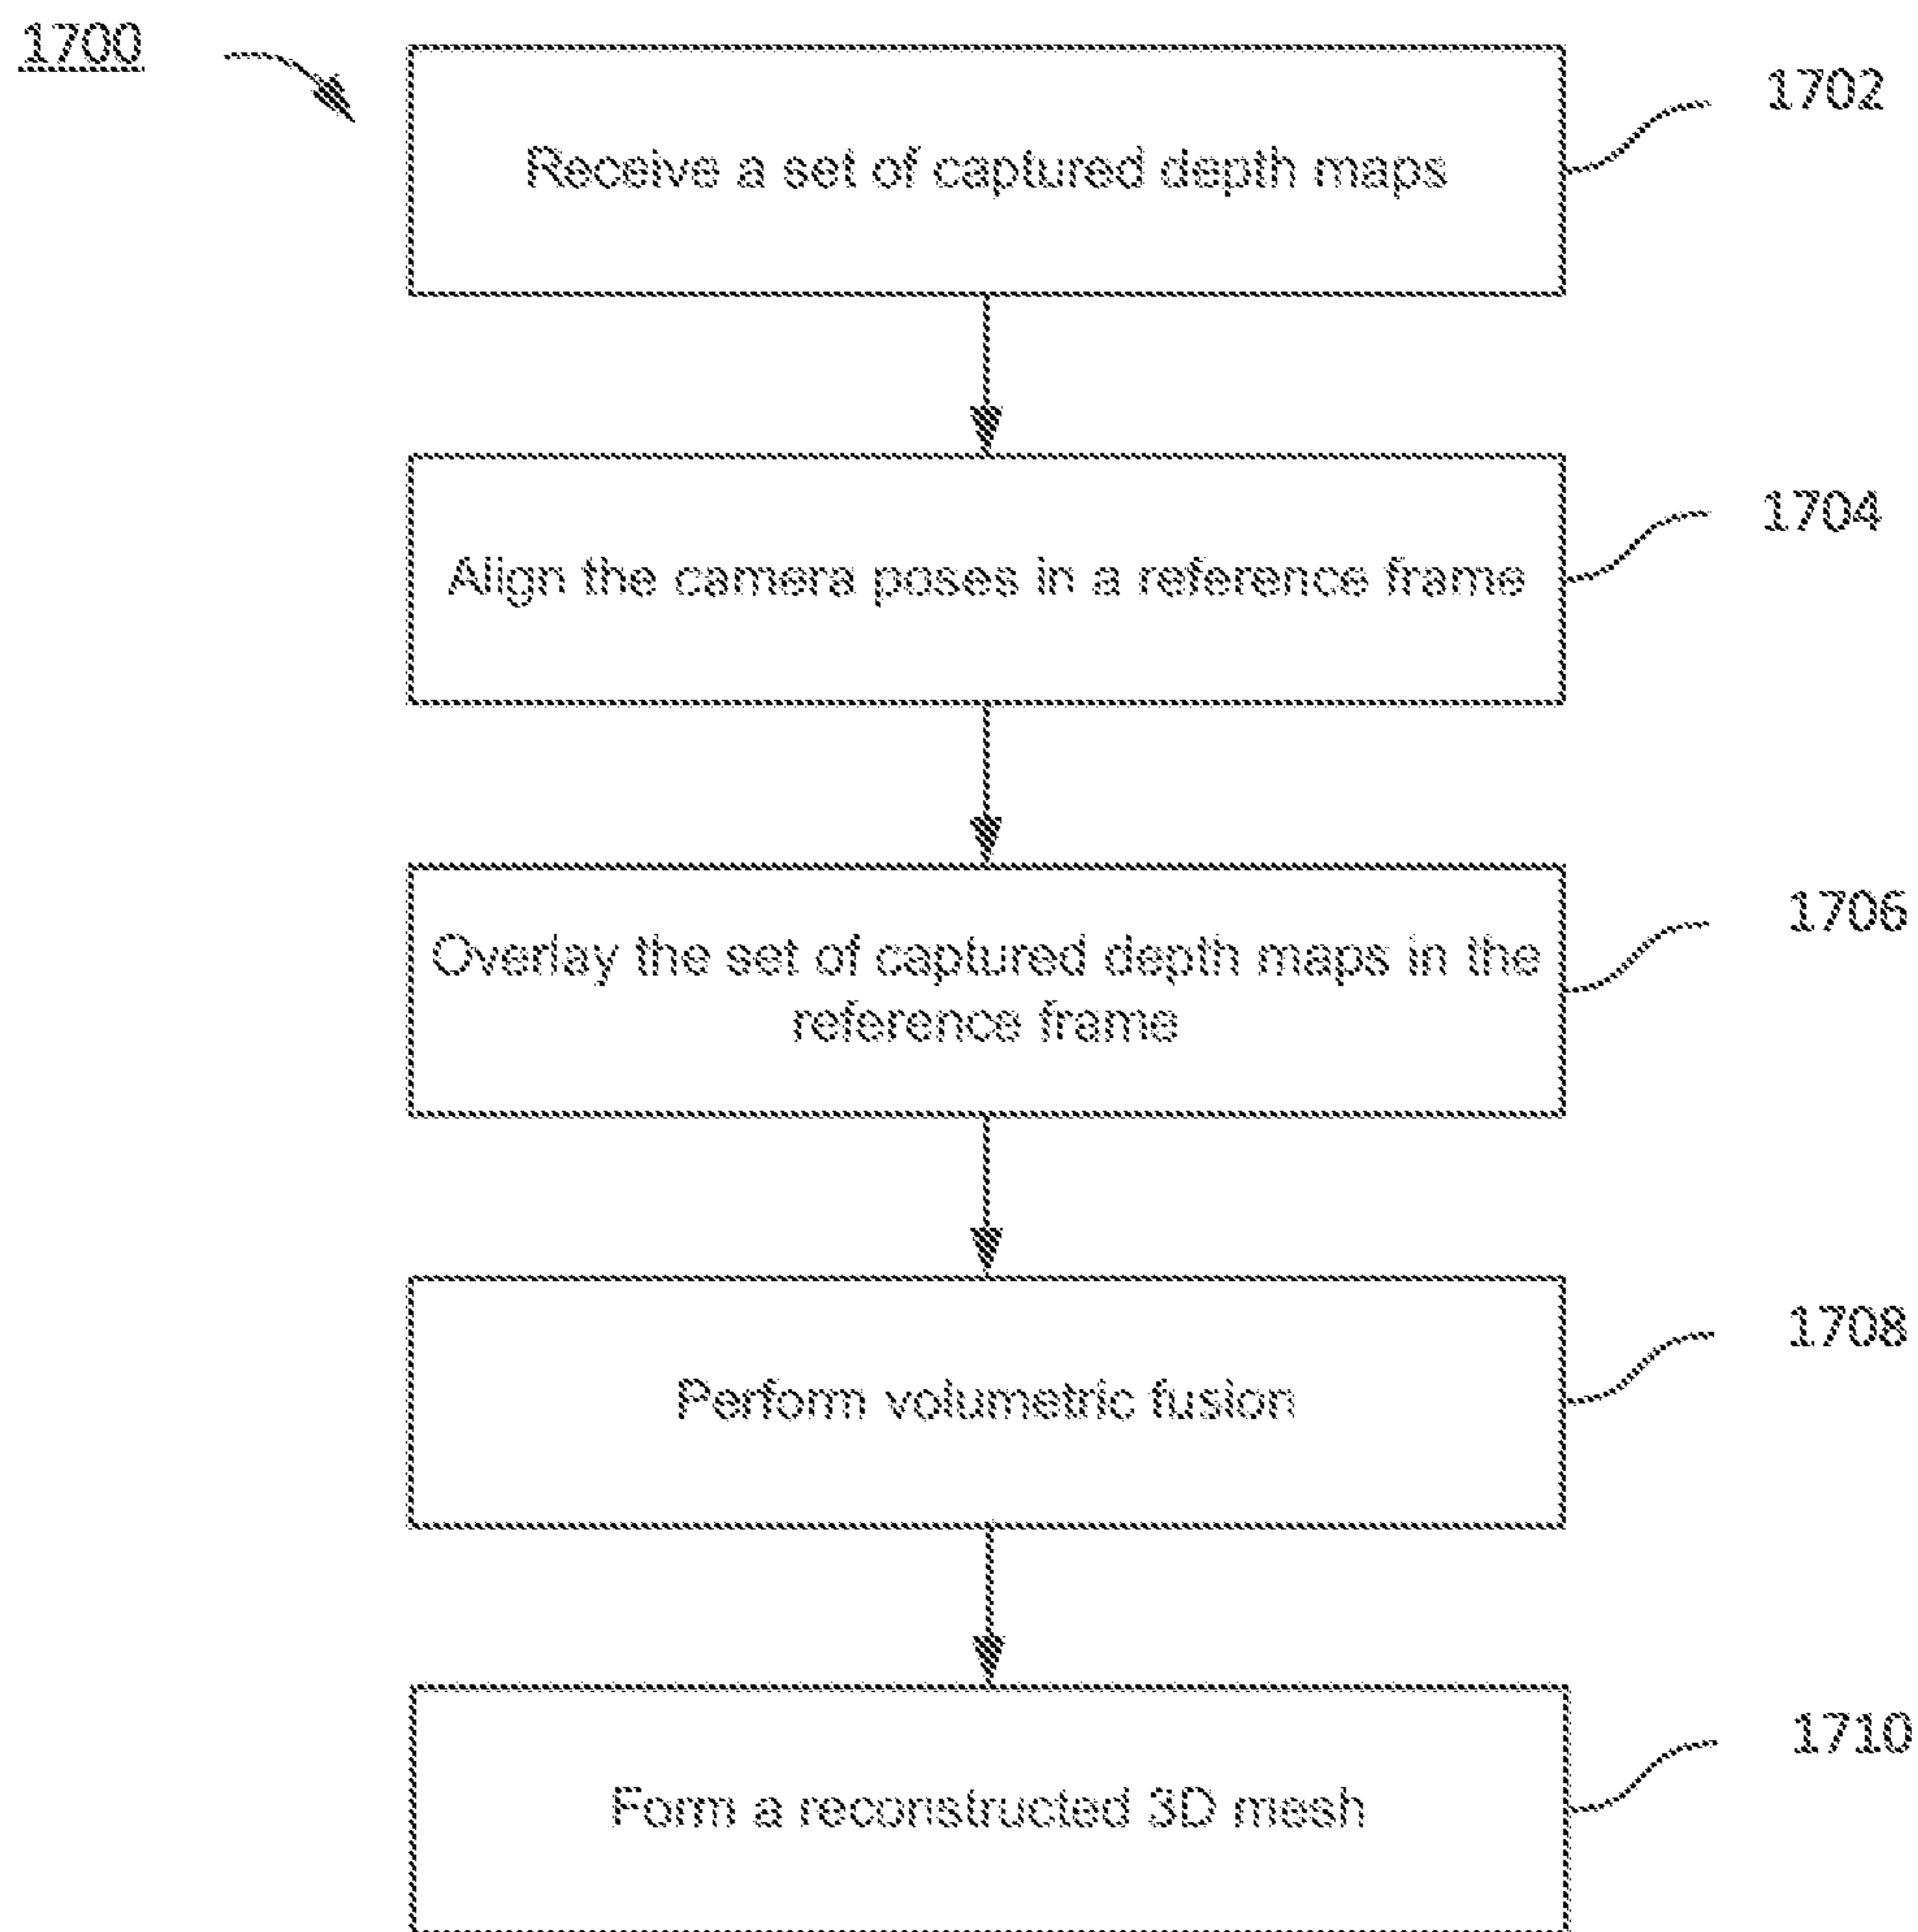 1700
1702
Receive a set of captured depth maps
1704
Align the camera poses in a reference frame
1706
Overlay the set of captured depth maps in the
reference frame
1708
Perform volumetric fusion
1710
Form a reconstructed 3D mesh